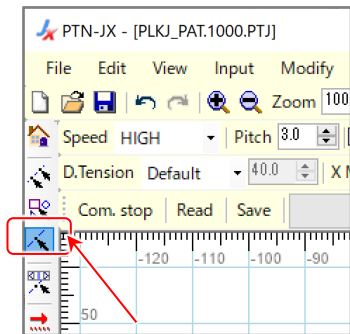 PTN-JX - [PLKJ_PAT.1000.PTJ]
File Edit View Input Modify
Zoom 100
Speed HIGH Pitch 3.0
D.Tension Default 40.0 X M
Com. stop Read Save
-120 -110 -100 -90
50